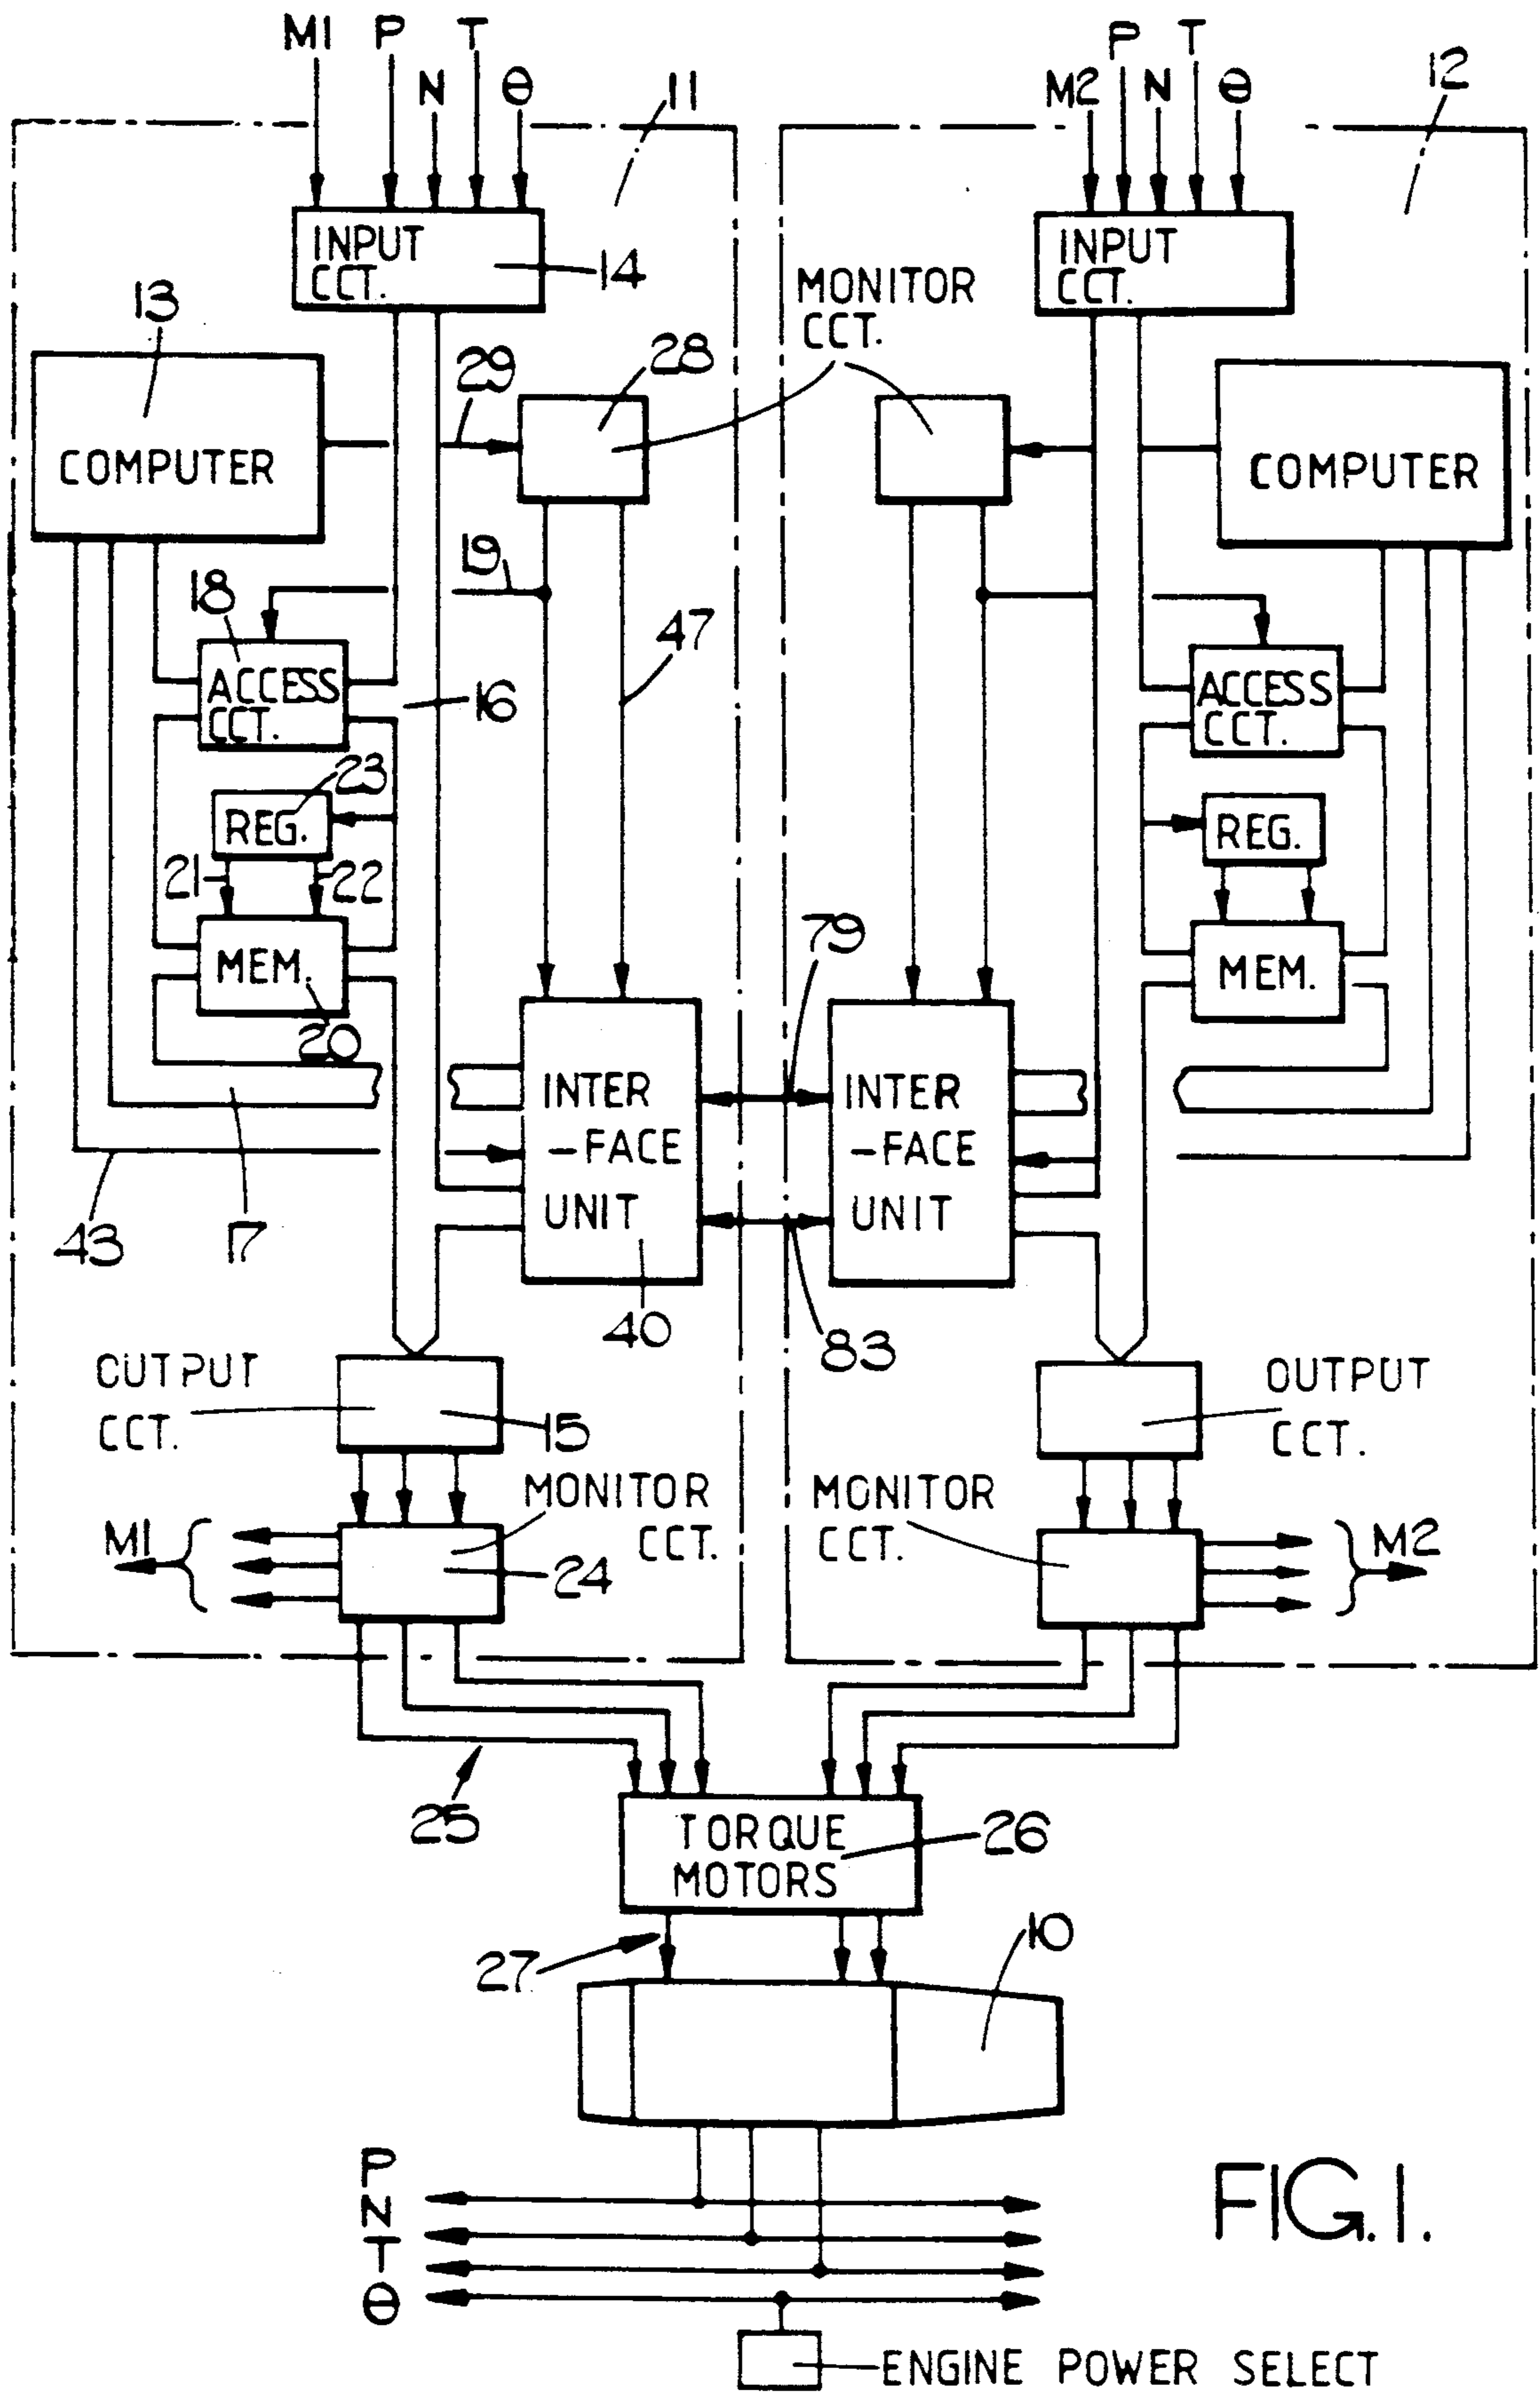 M1 P T
N Θ
11
M2 P T
N Θ
12
INPUT
CCT.
14
INPUT
CCT.
MONITOR
CCT.
13
COMPUTER
29
28
COMPUTER
19
18
ACCESS
CCT.
16
47
ACCESS
CCT.
23
REG.
21
22
REG.
MEM.
20
79
MEM.
INTER
-FACE
UNIT
40
INTER
-FACE
UNIT
43
17
83
OUTPUT
CCT.
15
OUTPUT
CCT.
MONITOR
CCT.
24
M1
MONITOR
CCT.
M2
25
TORQUE
MOTORS
26
27
10
P
N
T
Θ
FIG.1.
ENGINE POWER SELECT